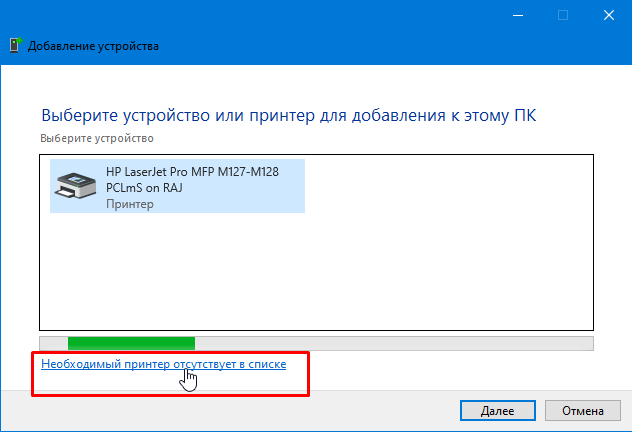 Добавление устройства
Выберите устройство или принтер для добавления к этому ПК
Выберите устройство
HP LaserJet Pro MFP M127-M128
PCLmS on RAJ
Принтер
Необходимый принтер отсутствует в списке
Далее
Отмена